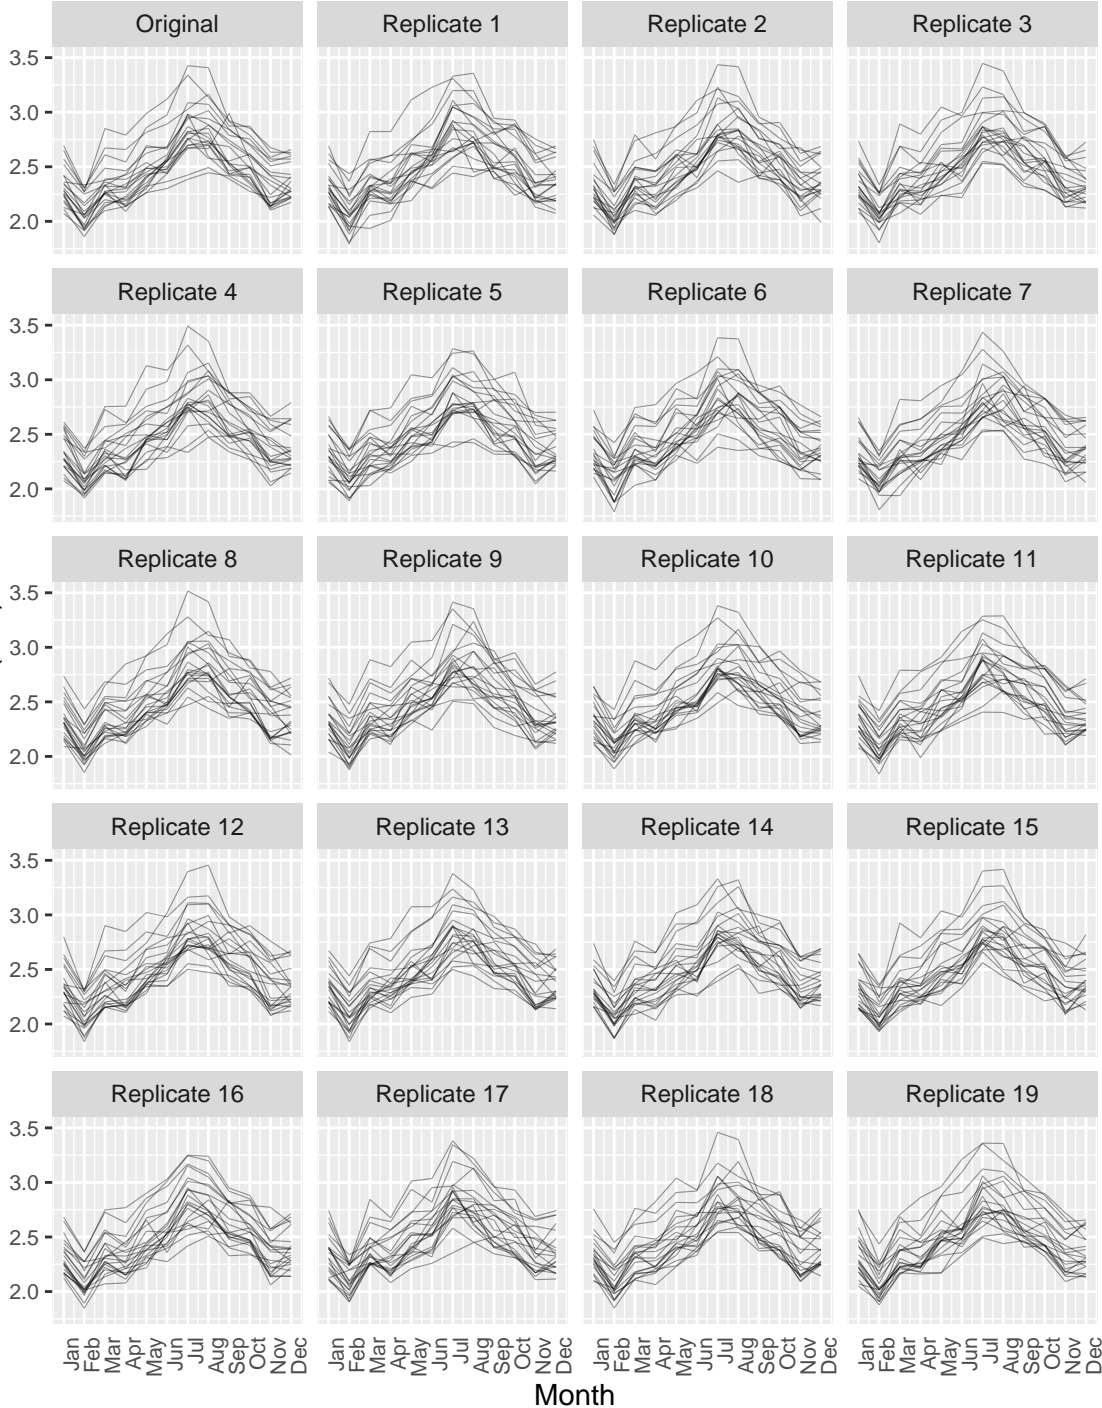 Original Replicate 1 Replicate 2 Replicate 3
3.5
3.0
2.5
2.0
Replicate 4 Replicate 5 Replicate 6 Replicate 7
3.5
3.0
2.5
2.0
Replicate 8 Replicate 9 Replicate 10 Replicate 11
3.5
3.0
2.5
2.0
Replicate 12 Replicate 13 Replicate 14 Replicate 15
3.5
3.0
2.5
2.0
Replicate 16 Replicate 17 Replicate 18 Replicate 19
3.5
3.0
2.5
2.0
Jan Feb Mar Apr May Jun Jul Aug Sep Oct Nov Dec Jan Feb Mar Apr May Jun Jul Aug Sep Oct Nov Dec Jan Feb Mar Apr May Jun Jul Aug Sep Oct Nov Dec Jan Feb Mar Apr May Jun Jul Aug Sep Oct Nov Dec
Month